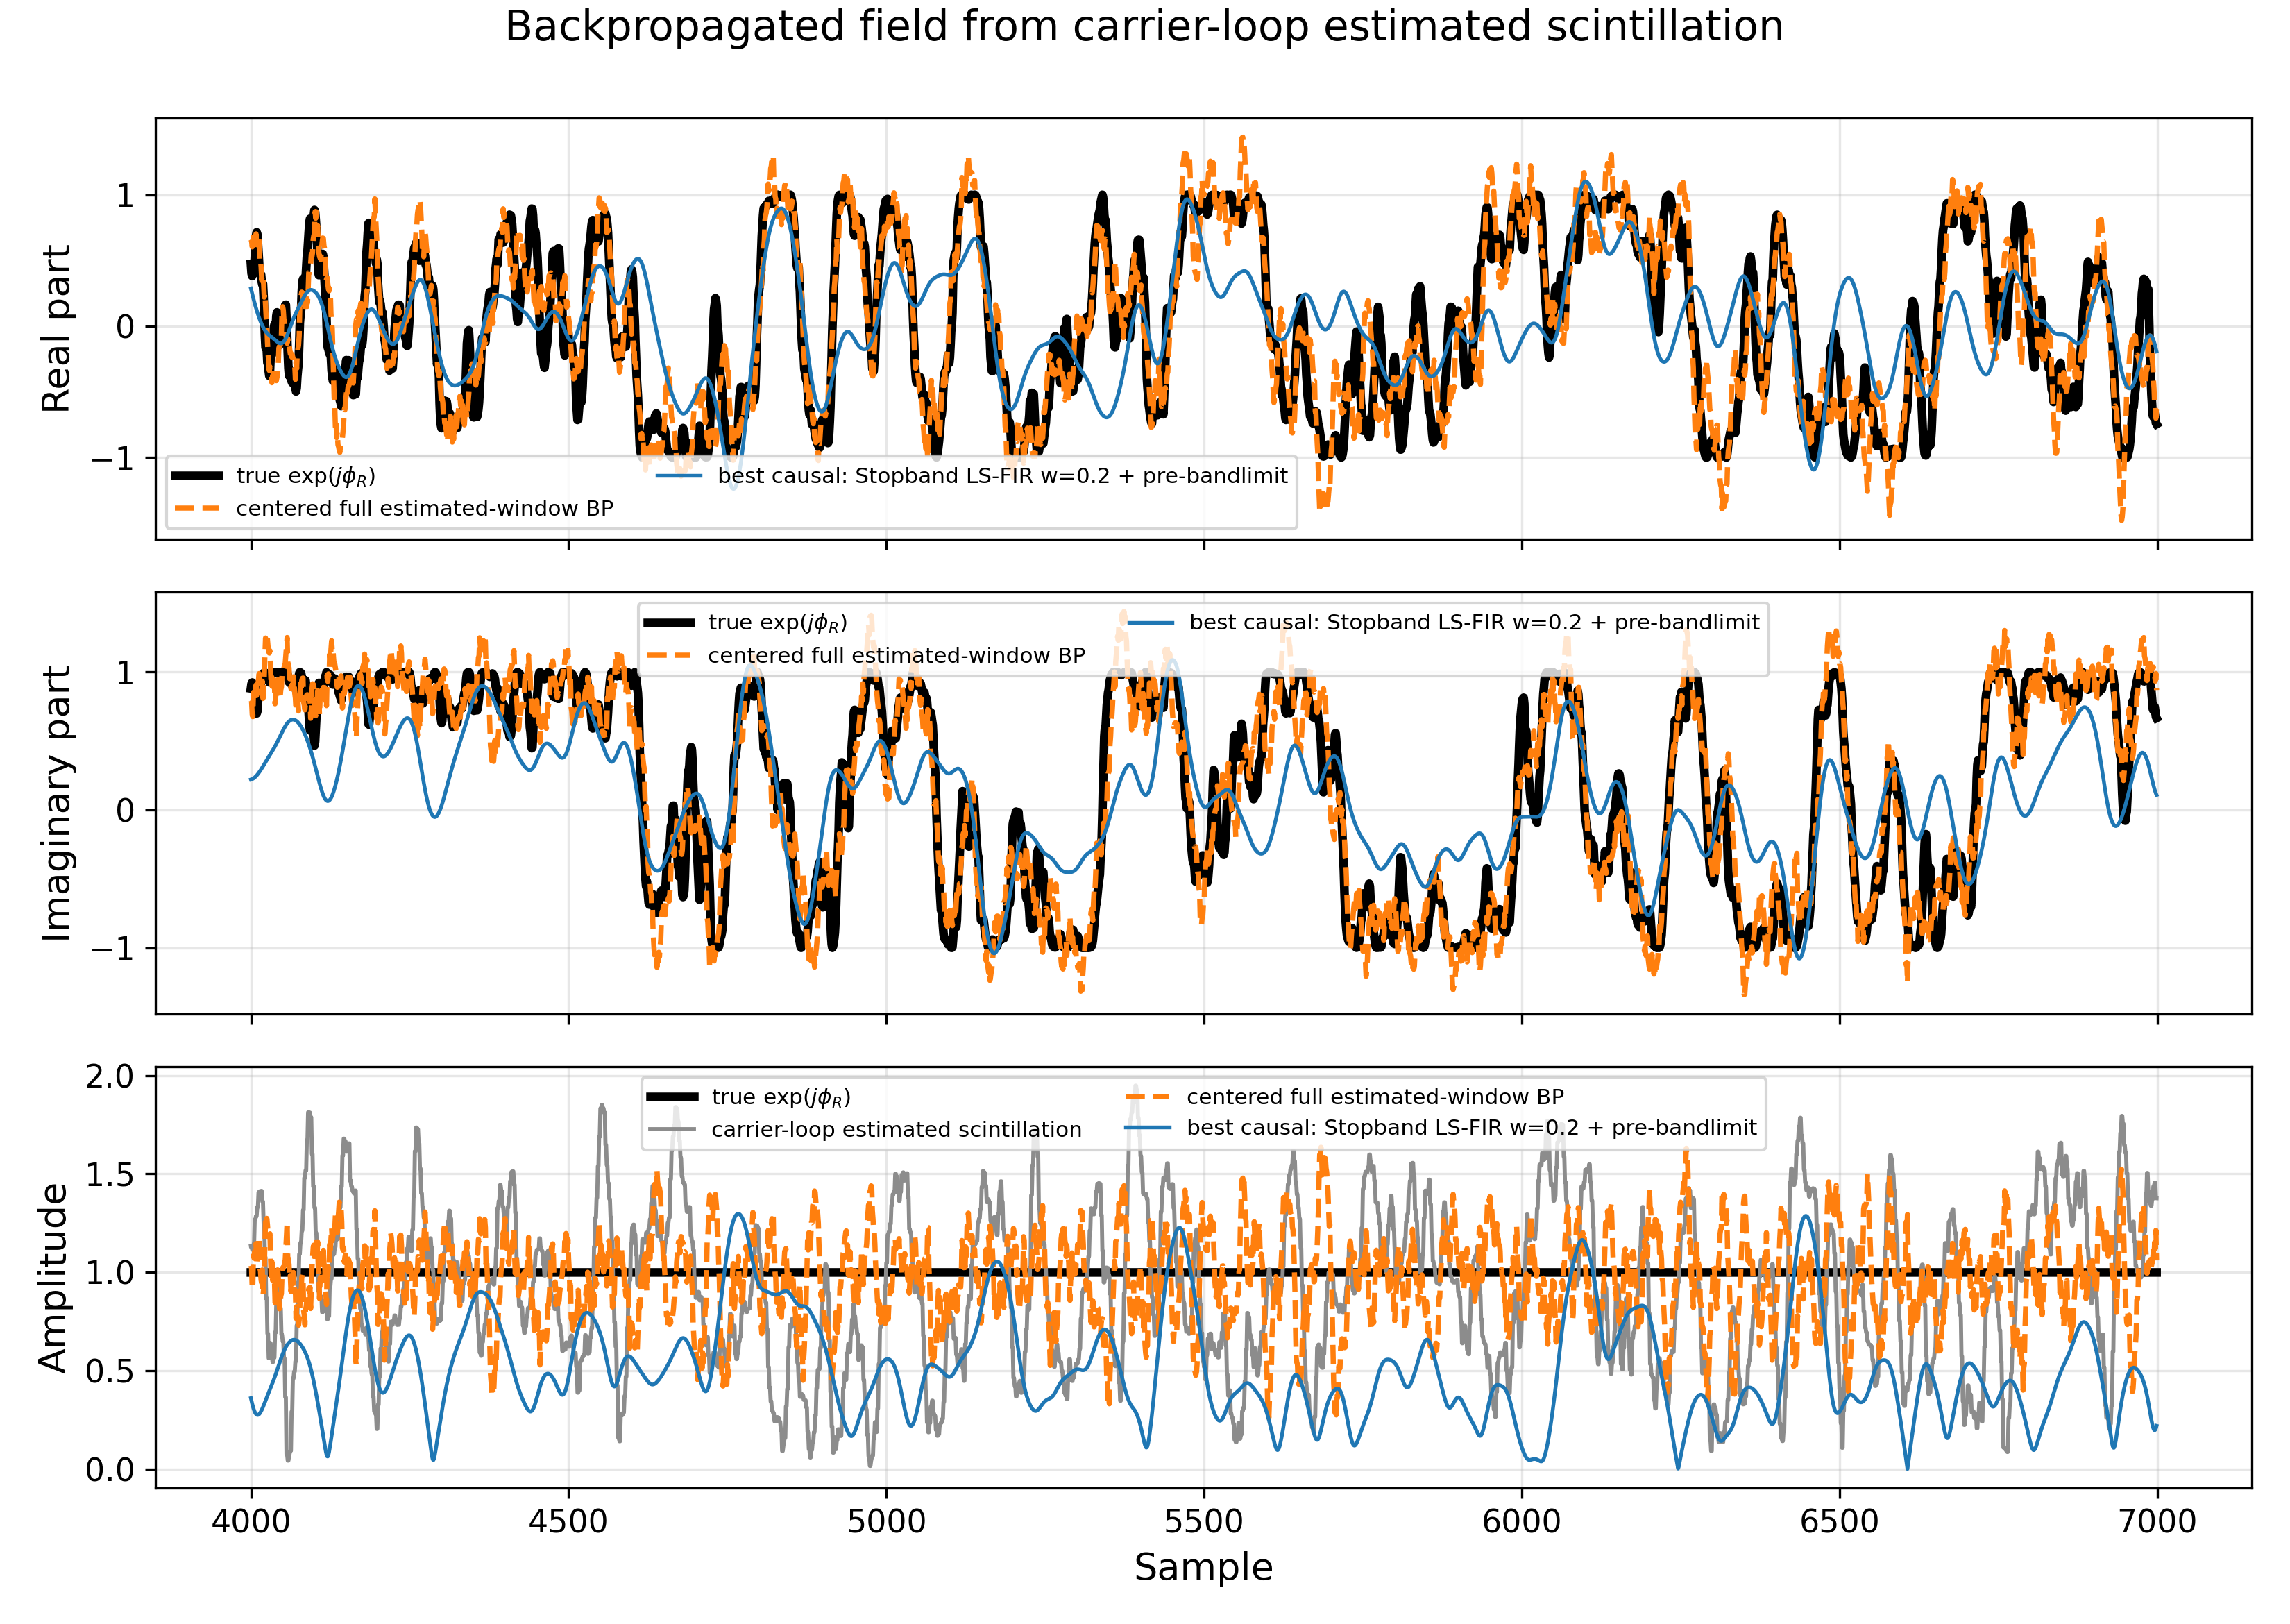 Backpropagated field from carrier-loop estimated scintillation
Real part
1
0
−1
true exp(jϕ_R)
centered full estimated-window BP
best causal: Stopband LS-FIR w=0.2 + pre-bandlimit
Imaginary part
1
0
−1
true exp(jϕ_R)
centered full estimated-window BP
best causal: Stopband LS-FIR w=0.2 + pre-bandlimit
Amplitude
2.0
1.5
1.0
0.5
0.0
true exp(jϕ_R)
carrier-loop estimated scintillation
centered full estimated-window BP
best causal: Stopband LS-FIR w=0.2 + pre-bandlimit
4000 4500 5000 5500 6000 6500 7000
Sample